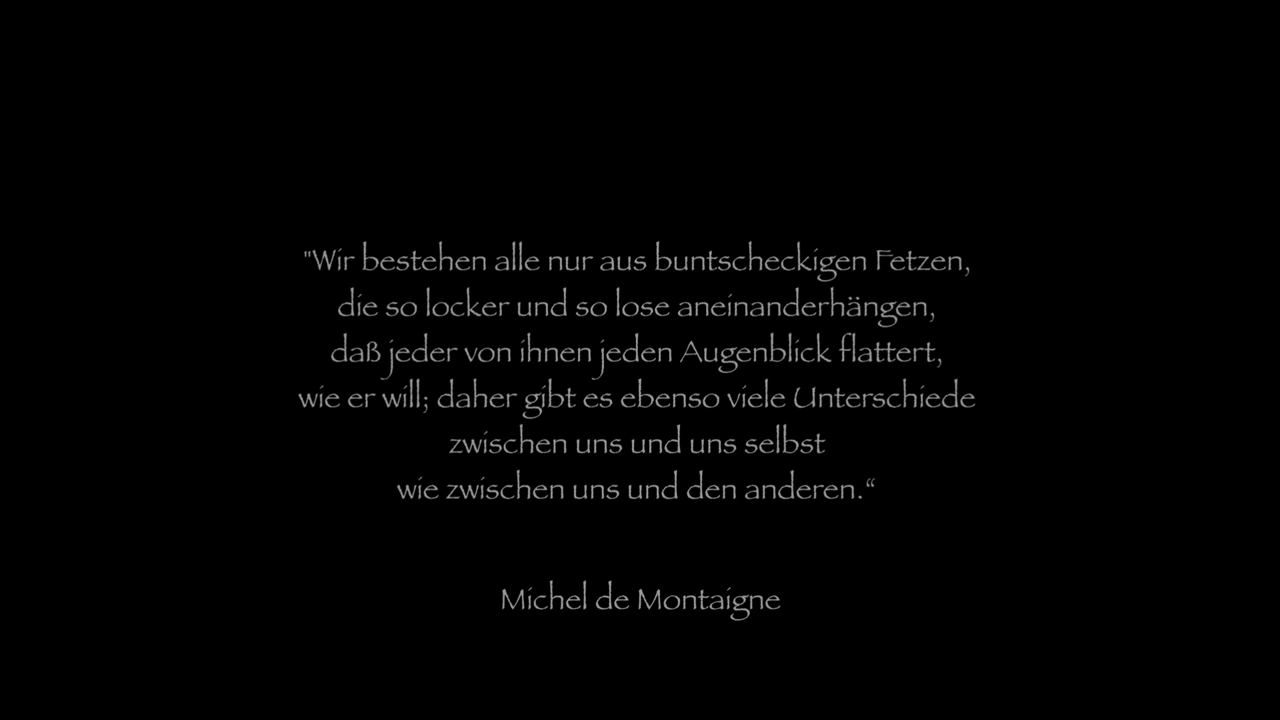 "Wir bestehen alle nur aus buntscheckigen Fetzen,
die so locker und so lose aneinanderhängen,
daß jeder von ihnen jeden Augenblick flattert,
wie er will; daher gibt es ebenso viele Unterschiede
zwischen uns und uns selbst
wie zwischen uns und den anderen.“
Michel de Montaigne